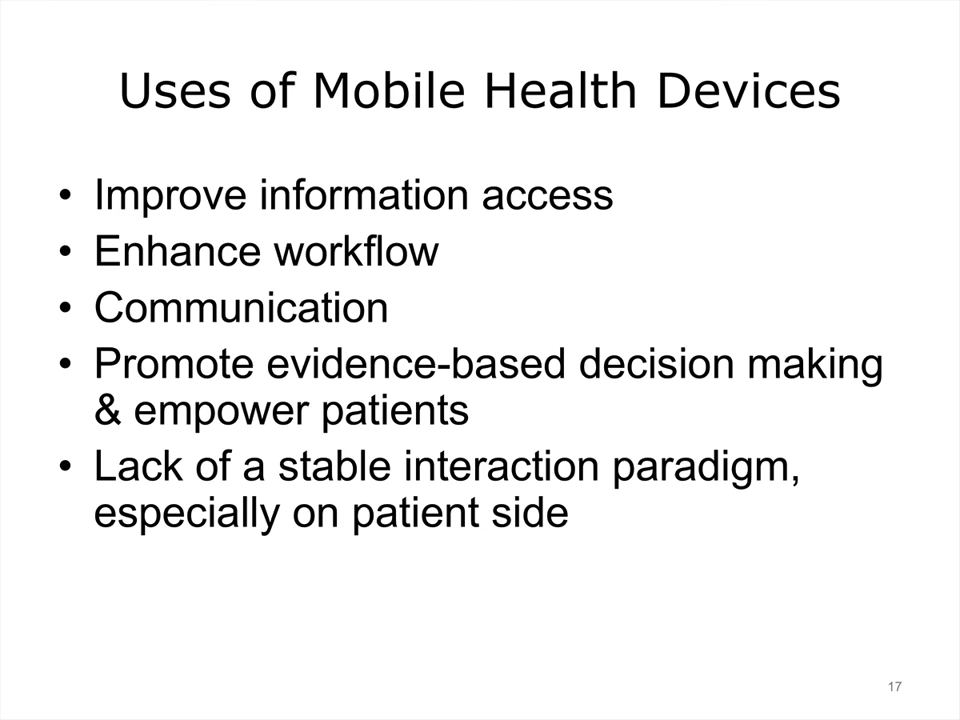 Uses of Mobile Health Devices
• Improve information access
• Enhance workflow
• Communication
• Promote evidence-based decision making
& empower patients
• Lack of a stable interaction paradigm,
especially on patient side
17